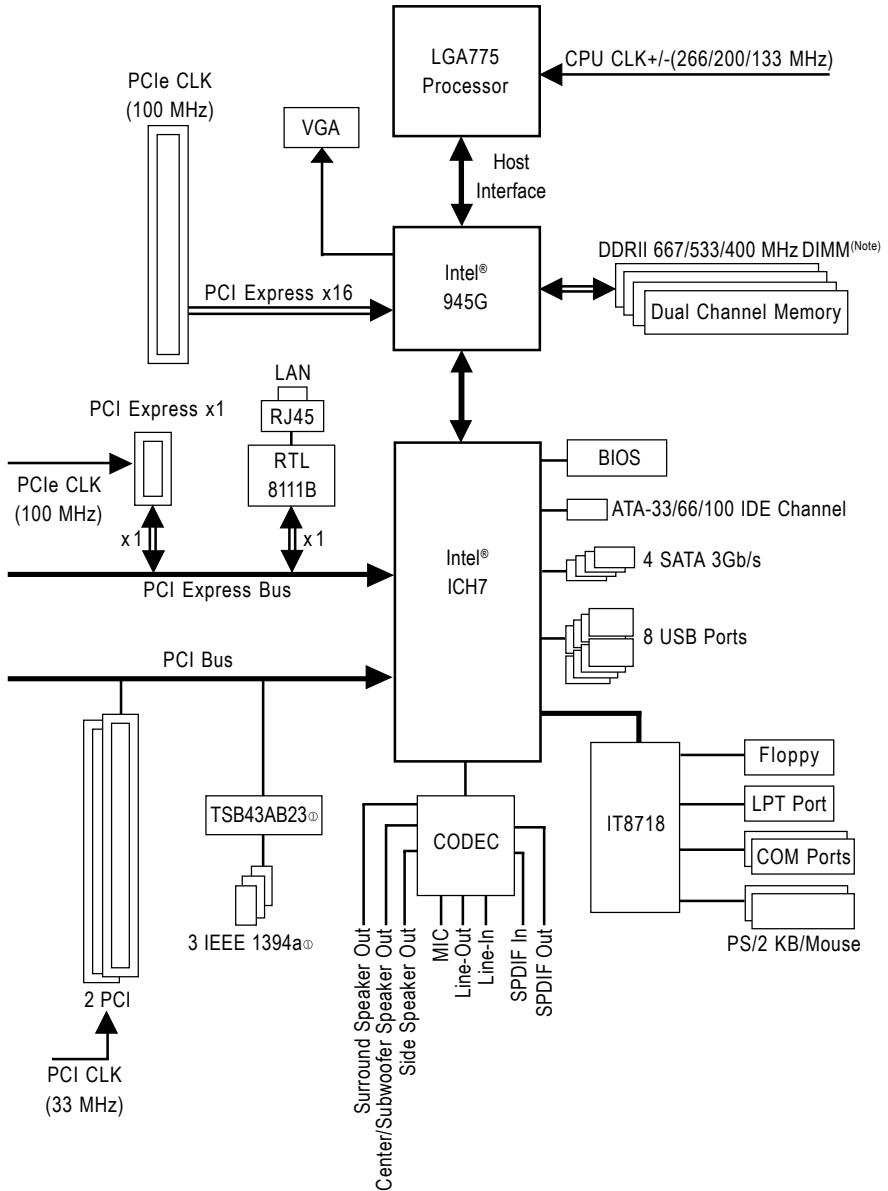 LGA775
Processor
CPU CLK+/-(266/200/133 MHz)
PCIe CLK
(100 MHz)
VGA
Host
Interface
DDRII 667/533/400 MHz DIMM(Note)
Intel®
945G
PCI Express x16
Dual Channel Memory
LAN
RJ45
PCI Express x1
RTL
8111B
BIOS
PCIe CLK
(100 MHz)
ATA-33/66/100 IDE Channel
x1
x1
Intel®
ICH7
4 SATA 3Gb/s
PCI Express Bus
8 USB Ports
PCI Bus
Floppy
TSB43AB23①
CODEC
IT8718
LPT Port
COM Ports
3 IEEE 1394a①
PS/2 KB/Mouse
Surround Speaker Out
Center/Subwoofer Speaker Out
Side Speaker Out
MIC
Line-Out
Line-In
SPDIF In
SPDIF Out
2 PCI
PCI CLK
(33 MHz)